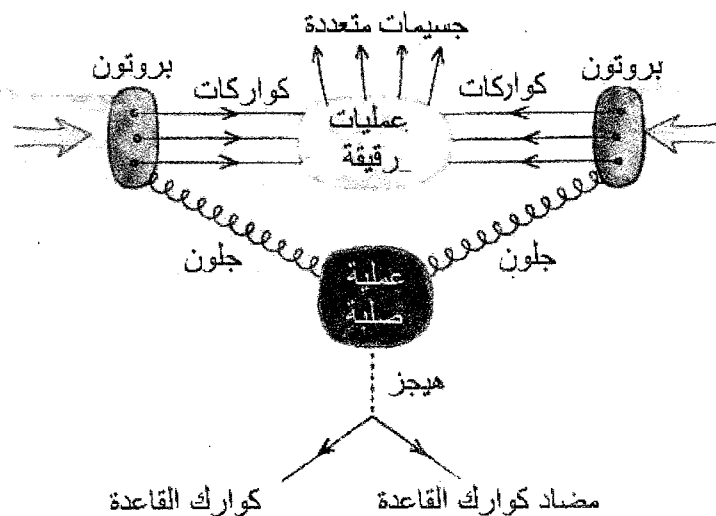 جسيمات متعددة
بروتون
كواركات
كواركات
بروتون
عمليات
رقيقة
جلون
جلون
عملية
صلبة
هيجز
مضاد كوارك القاعدة
كوارك القاعدة